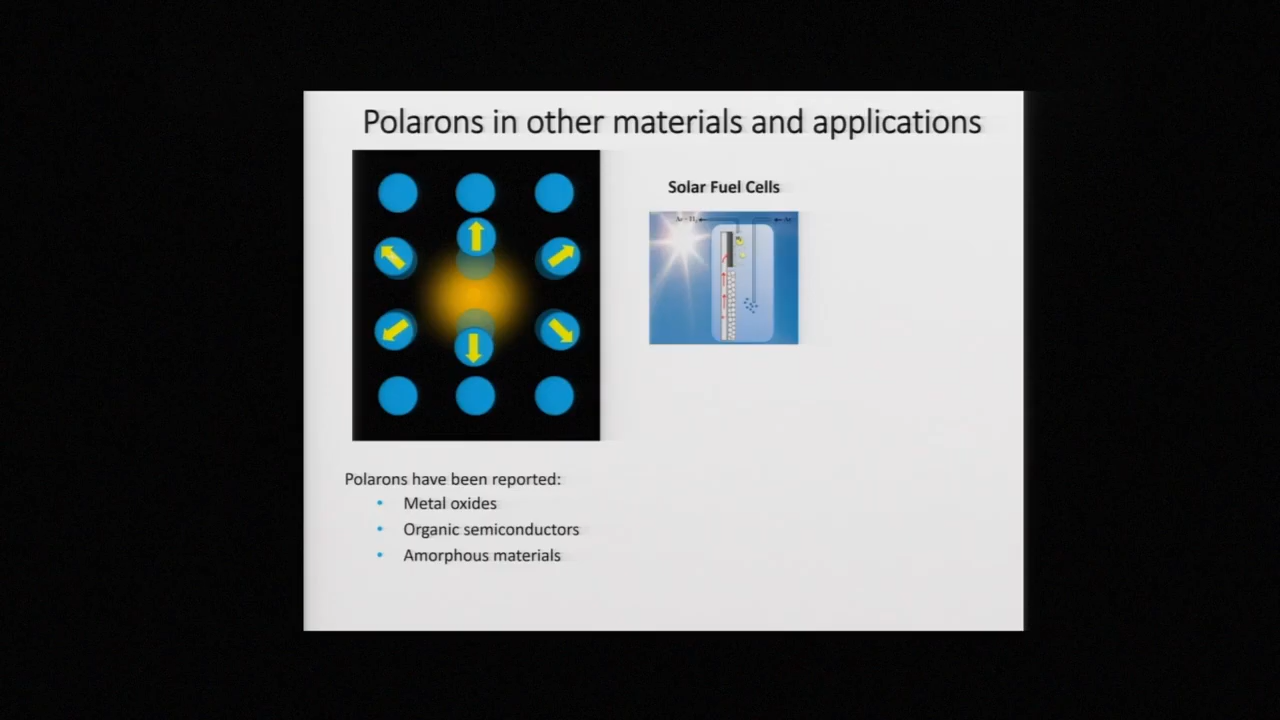 Polarons in other materials and applications
Solar Fuel Cells
Polarons have been reported:
• Metal oxides
• Organic semiconductors
• Amorphous materials